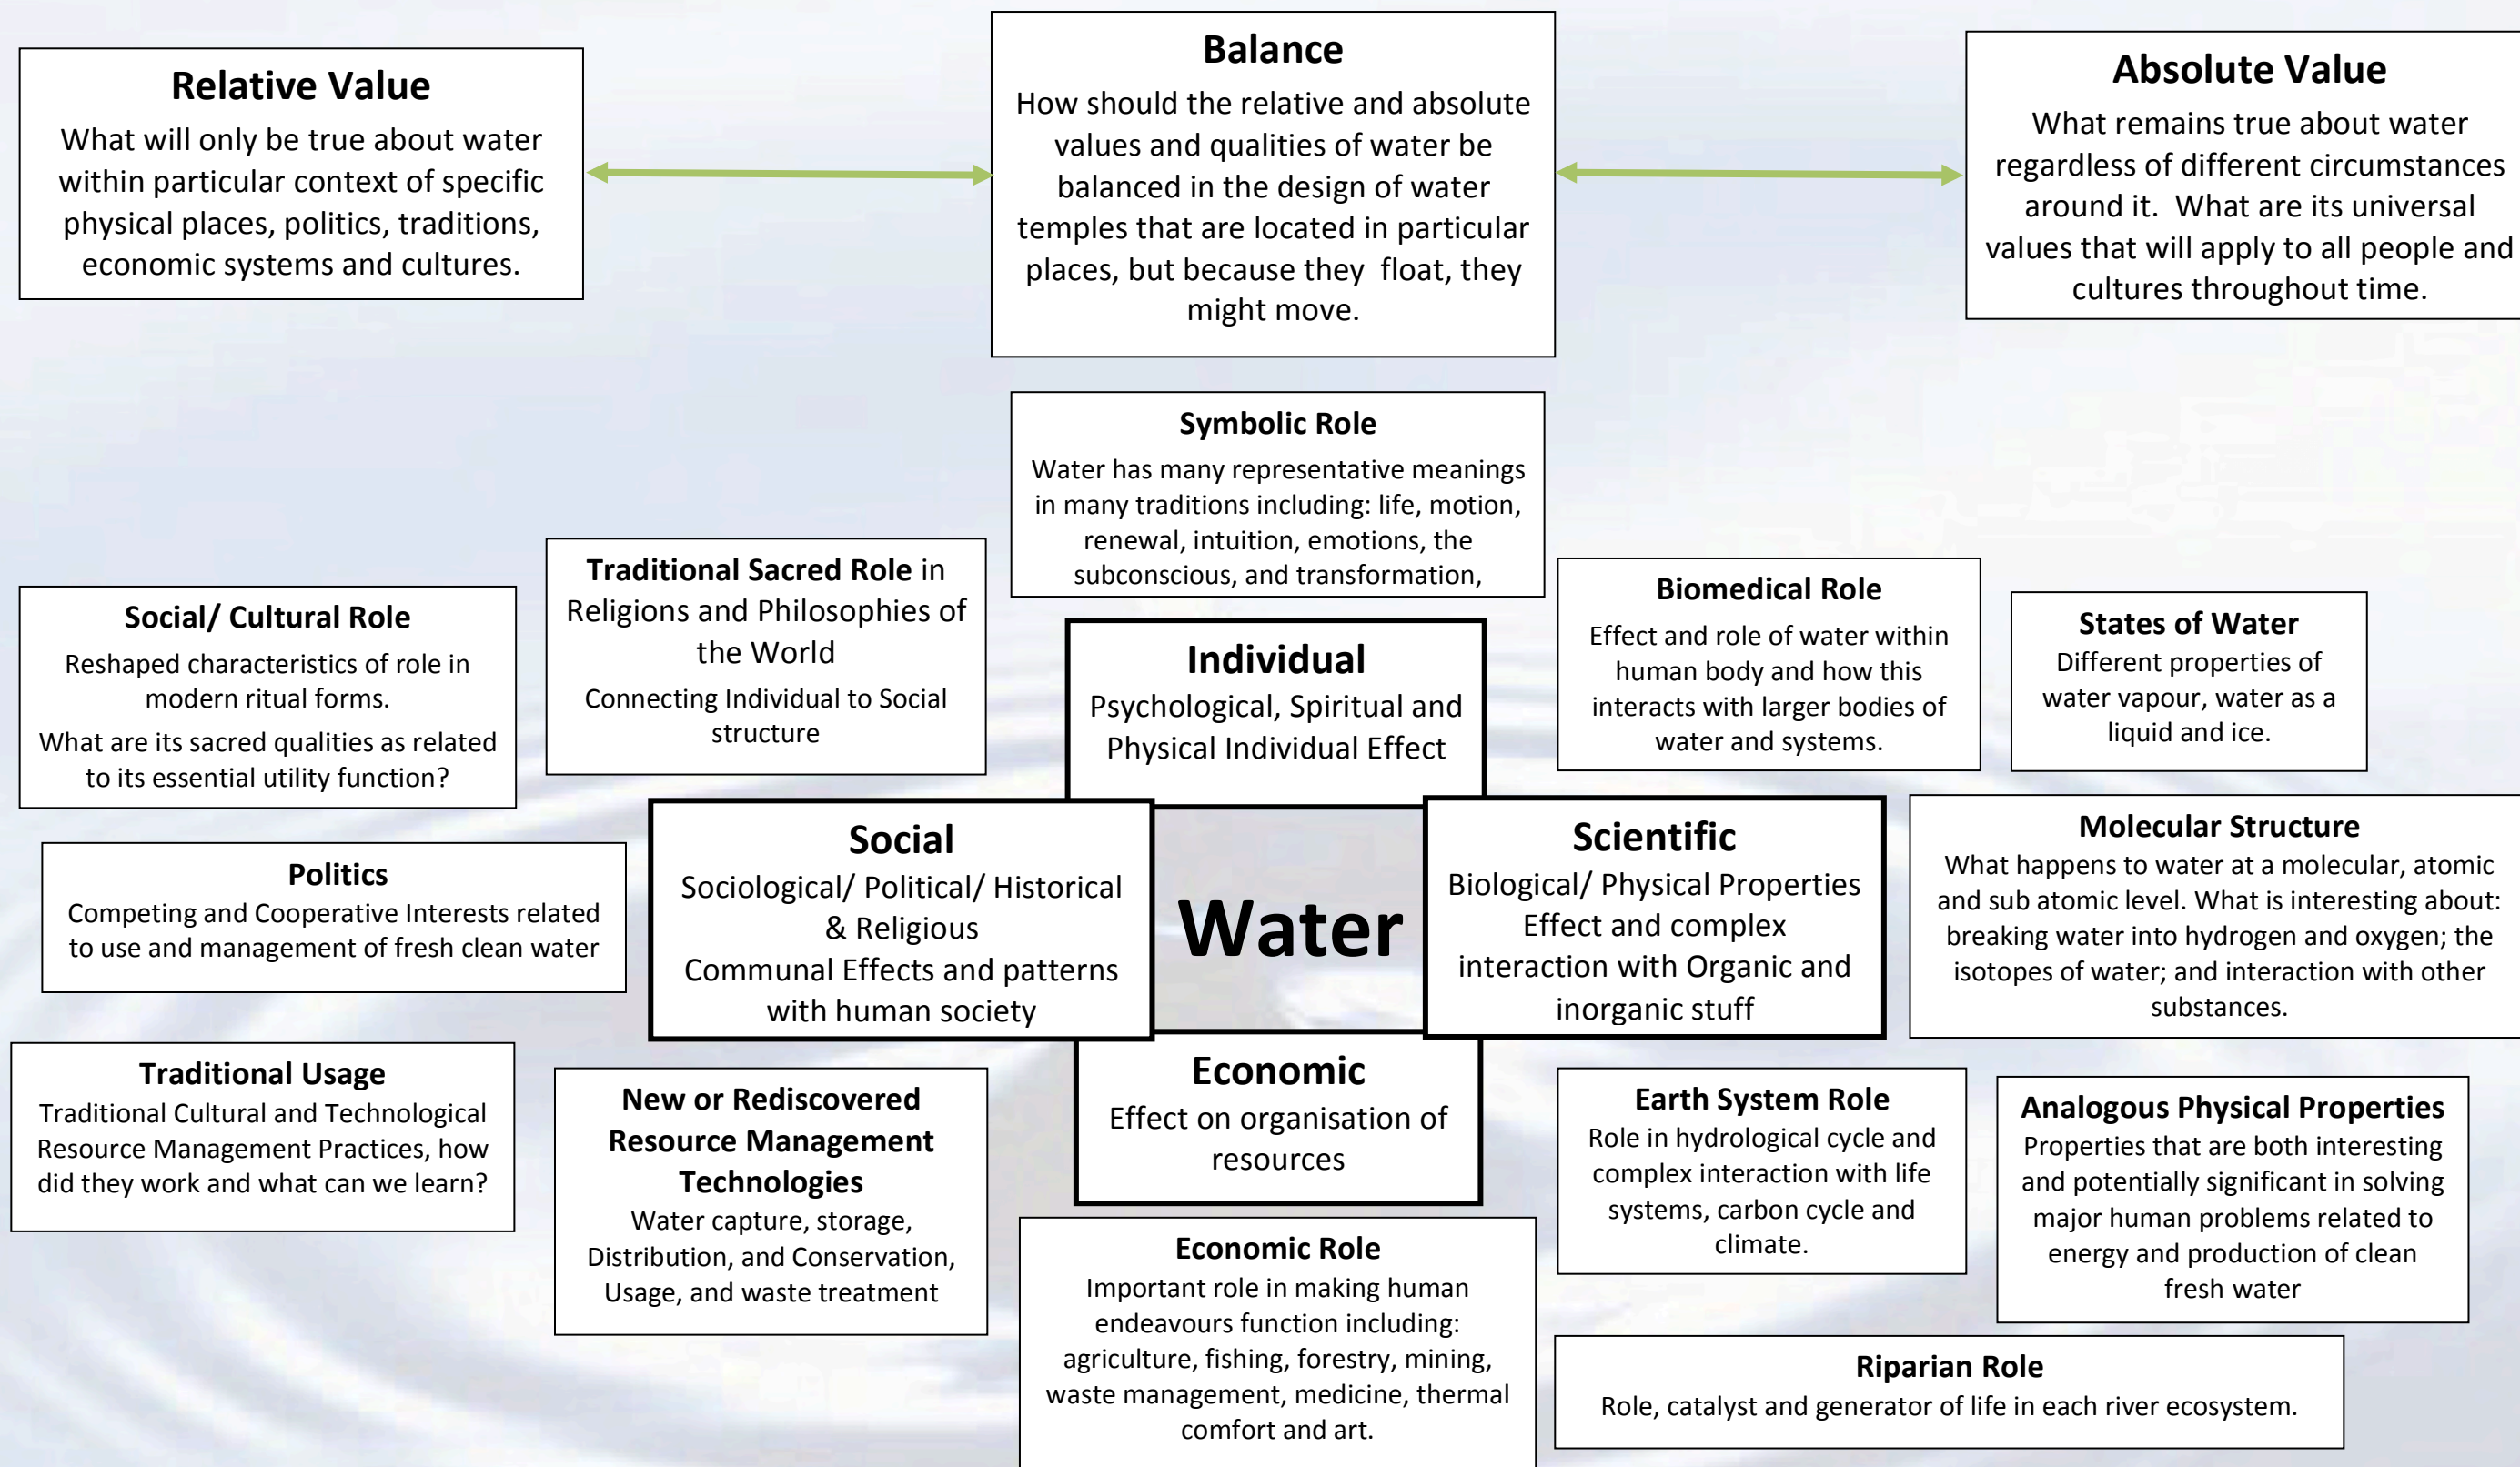 Relative Value
What will only be true about water
within particular context of specific
physical places, politics, traditions,
economic systems and cultures.
Balance
How should the relative and absolute
values and qualities of water be
balanced in the design of water
temples that are located in particular
places, but because they float, they
might move.
Absolute Value
What remains true about water
regardless of different circumstances
around it. What are its universal
values that will apply to all people and
cultures throughout time.
Symbolic Role
Water has many representative meanings
in many traditions including: life, motion,
renewal, intuition, emotions, the
subconscious, and transformation,
Social/ Cultural Role
Reshaped characteristics of role in
modern ritual forms.
What are its sacred qualities as related
to its essential utility function?
Traditional Sacred Role in
Religions and Philosophies of
the World
Connecting Individual to Social
structure
Individual
Psychological, Spiritual and
Physical Individual Effect
Biomedical Role
Effect and role of water within
human body and how this
interacts with larger bodies of
water and systems.
States of Water
Different properties of
water vapour, water as a
liquid and ice.
Politics
Competing and Cooperative Interests related
to use and management of fresh clean water
Social
Sociological/ Political/ Historical
& Religious
Communal Effects and patterns
with human society
Water
Scientific
Biological/ Physical Properties
Effect and complex
interaction with Organic and
inorganic stuff
Molecular Structure
What happens to water at a molecular, atomic
and sub atomic level. What is interesting about:
breaking water into hydrogen and oxygen; the
isotopes of water; and interaction with other
substances.
Traditional Usage
Traditional Cultural and Technological
Resource Management Practices, how
did they work and what can we learn?
New or Rediscovered
Resource Management
Technologies
Water capture, storage,
Distribution, and Conservation,
Usage, and waste treatment
Economic
Effect on organisation of
resources
Economic Role
Important role in making human
endeavours function including:
agriculture, fishing, forestry, mining,
waste management, medicine, thermal
comfort and art.
Earth System Role
Role in hydrological cycle and
complex interaction with life
systems, carbon cycle and
climate.
Analogous Physical Properties
Properties that are both interesting
and potentially significant in solving
major human problems related to
energy and production of clean
fresh water
Riparian Role
Role, catalyst and generator of life in each river ecosystem.